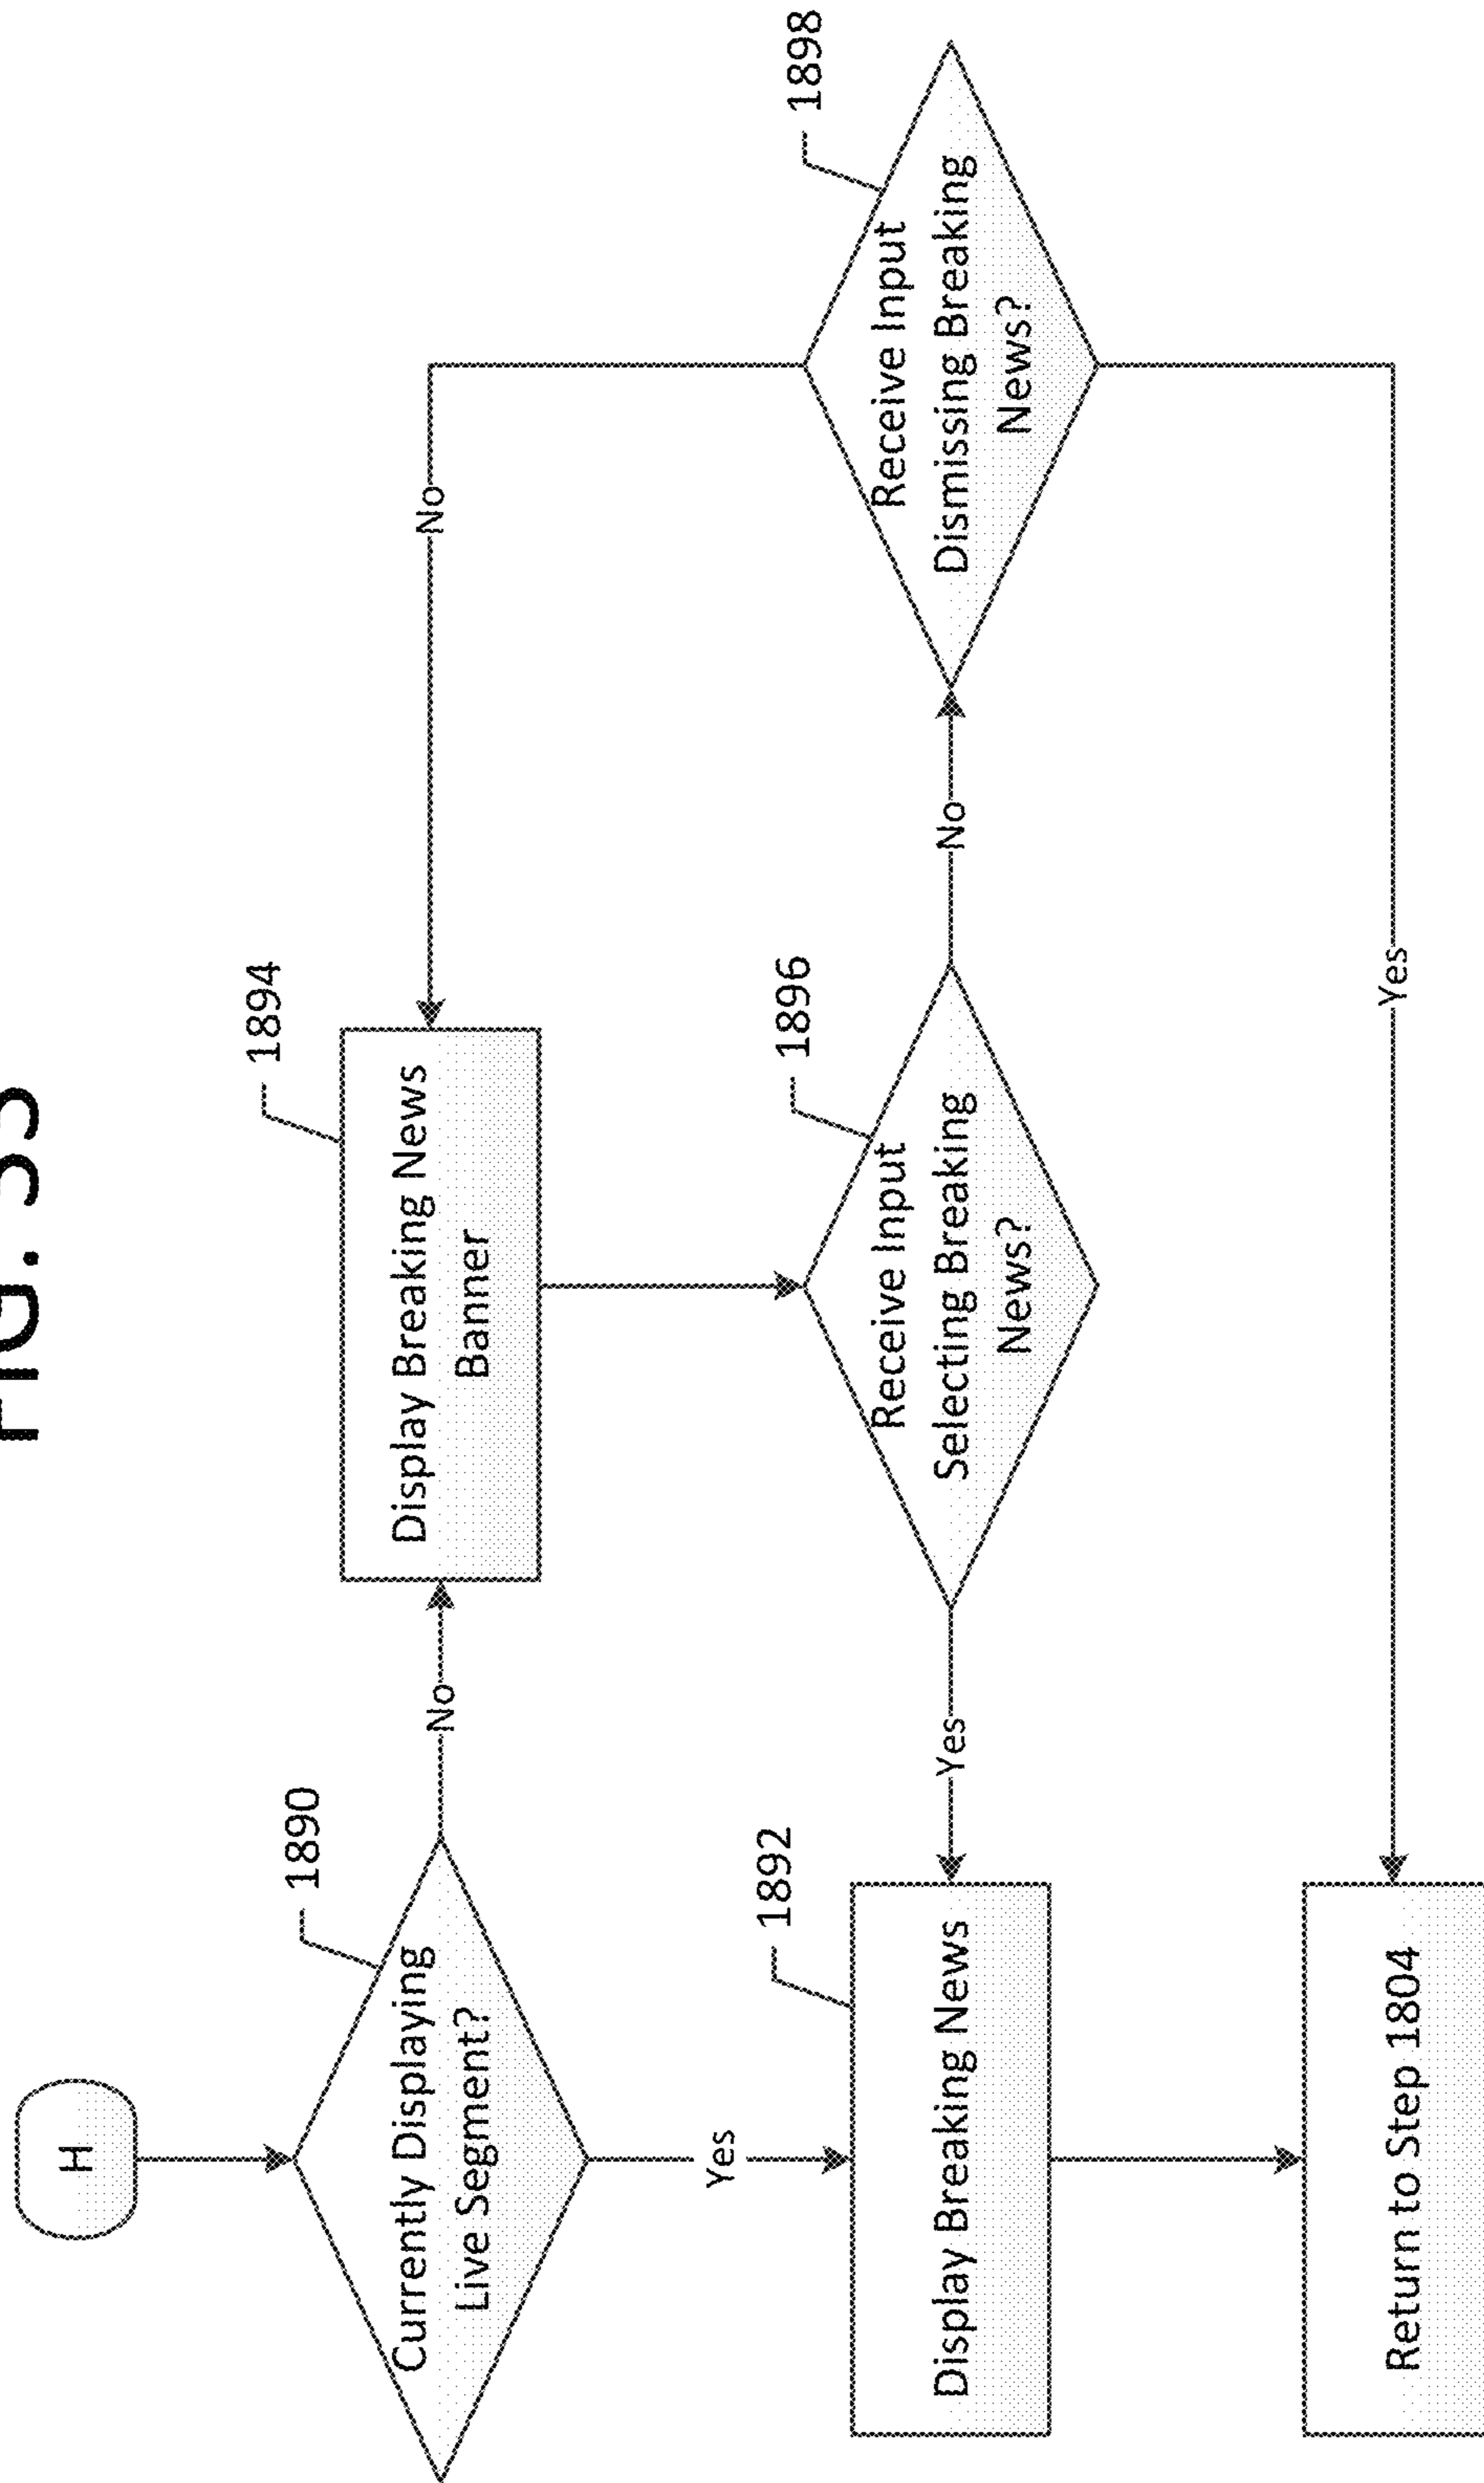 FIG.
H
1890
Currently Displaying
Live Segment?
No
1894
Display Breaking News
Banner
No
Yes
1892
Display Breaking News
Yes
1896
Receive Input
Selecting Breaking
News?
No
1898
Receive Input
Dismissing Breaking
News?
Yes
Return to Step 1804